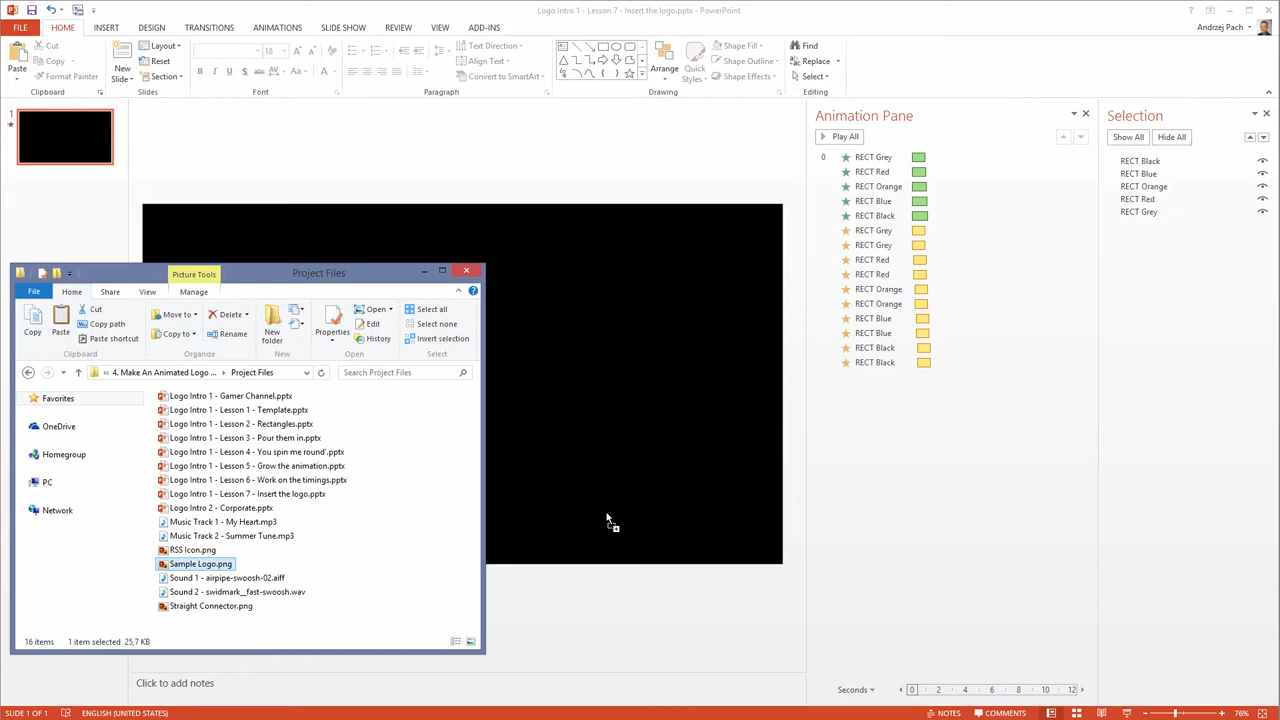 Logo Intro 1 - Lesson 7 - Insert the logo.pptx - PowerPoint
FILE HOME INSERT DESIGN TRANSITIONS ANIMATIONS SLIDE SHOW REVIEW VIEW ADD-INS Andrzej Pach
Paste Cut Copy Format Painter Clipboard
New Slide Layout Reset Section Slides
18 B I U S abc AV Aa A Font
Text Direction Align Text Convert to SmartArt Paragraph
Arrange Quick Styles Shape Fill Shape Outline Shape Effects Drawing
Find Replace Select Editing
1
Animation Pane
Play All
0 RECT Grey
RECT Red
RECT Orange
RECT Blue
RECT Black
RECT Grey
RECT Grey
RECT Red
RECT Red
RECT Orange
RECT Orange
RECT Blue
RECT Blue
RECT Black
RECT Black
Seconds 0 2 4 6 8 10 12
Selection
Show All Hide All
RECT Black
RECT Blue
RECT Orange
RECT Red
RECT Grey
Picture Tools Project Files
File Home Share View Manage
Copy Paste Cut Copy path Paste shortcut Clipboard
Move to Copy to Delete Rename Organize
New folder New
Properties Open Edit History Open
Select all Select none Invert selection Select
« 4. Make An Animated Logo ... Project Files Search Project Files
Favorites
OneDrive
Homegroup
PC
Network
Logo Intro 1 - Gamer Channel.pptx
Logo Intro 1 - Lesson 1 - Template.pptx
Logo Intro 1 - Lesson 2 - Rectangles.pptx
Logo Intro 1 - Lesson 3 - Pour them in.pptx
Logo Intro 1 - Lesson 4 - You spin me round'.pptx
Logo Intro 1 - Lesson 5 - Grow the animation.pptx
Logo Intro 1 - Lesson 6 - Work on the timings.pptx
Logo Intro 1 - Lesson 7 - Insert the logo.pptx
Logo Intro 2 - Corporate.pptx
Music Track 1 - My Heart.mp3
Music Track 2 - Summer Tune.mp3
RSS Icon.png
Sample Logo.png
Sound 1 - airpipe-swoosh-02.aiff
Sound 2 - swidmark__fast-swoosh.wav
Straight Connector.png
16 items 1 item selected 25,7 KB
Click to add notes
SLIDE 1 OF 1 ENGLISH (UNITED STATES) NOTES COMMENTS 76%